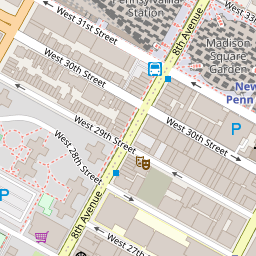 Pennsylvania
Station
West 31st Street
8th Avenue
West 33
Madison
Square
Garden
West 30th Street
New
Penn
P
West 29th Street
West 30th Street
West 28th Street
P
8th Avenue
West 27th